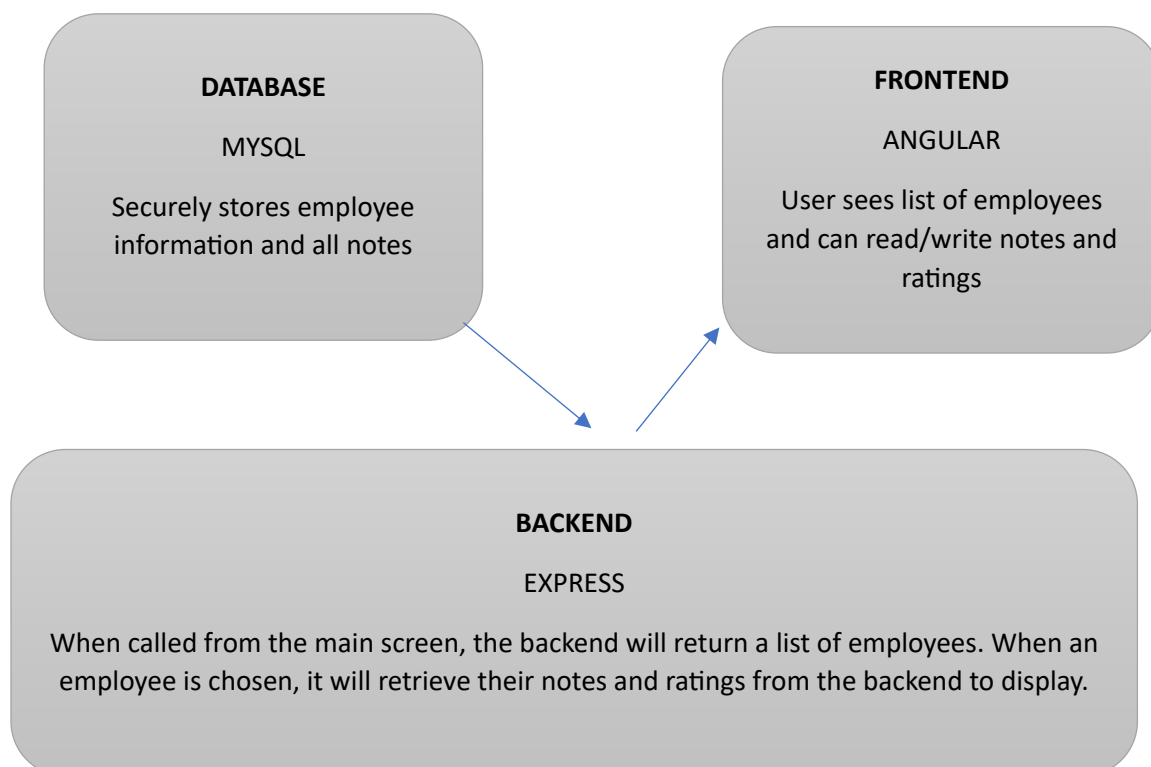 DATABASE
MYSQL
Securely stores employee
information and all notes
FRONTEND
ANGULAR
User sees list of employees
and can read/write notes and
ratings
BACKEND
EXPRESS
When called from the main screen, the backend will return a list of employees. When an
employee is chosen, it will retrieve their notes and ratings from the backend to display.